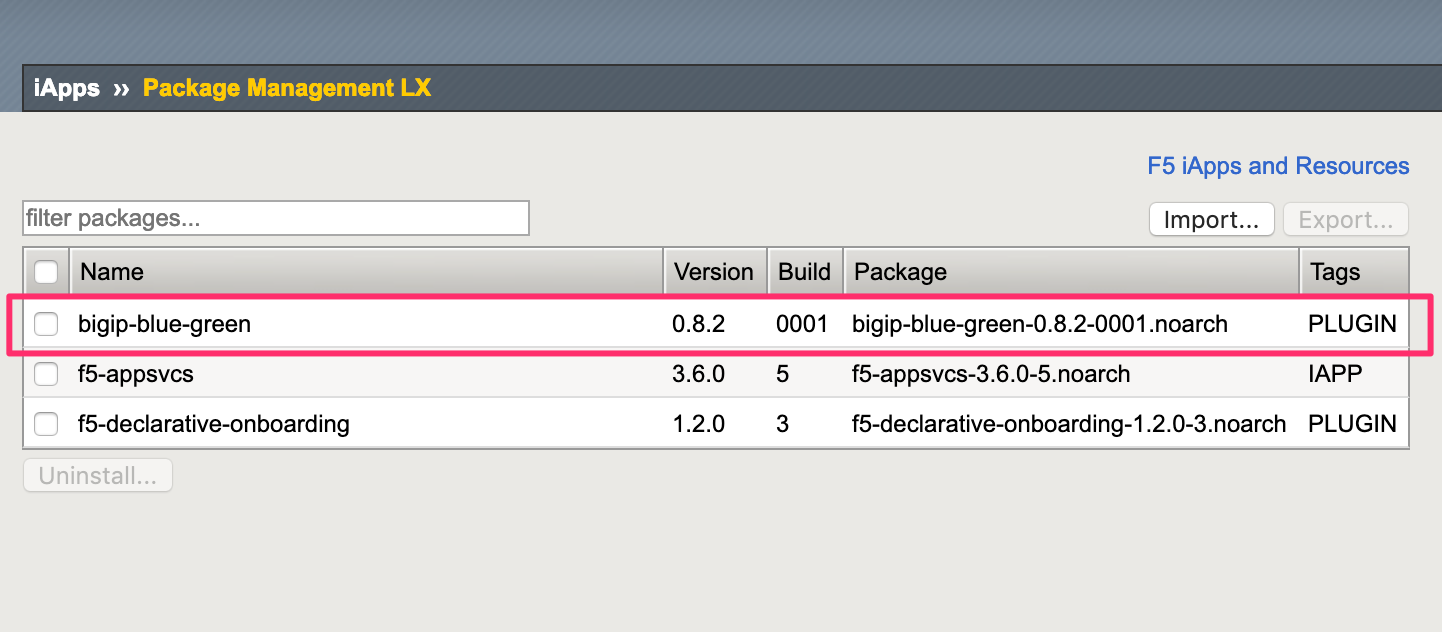 iApps » Package Management LX
F5 iApps and Resources
filter packages... Import... Export...
Name Version Build Package Tags
bigip-blue-green 0.8.2 0001 bigip-blue-green-0.8.2-0001.noarch PLUGIN
f5-appsvcs 3.6.0 5 f5-appsvcs-3.6.0-5.noarch IAPP
f5-declarative-onboarding 1.2.0 3 f5-declarative-onboarding-1.2.0-3.noarch PLUGIN
Uninstall...